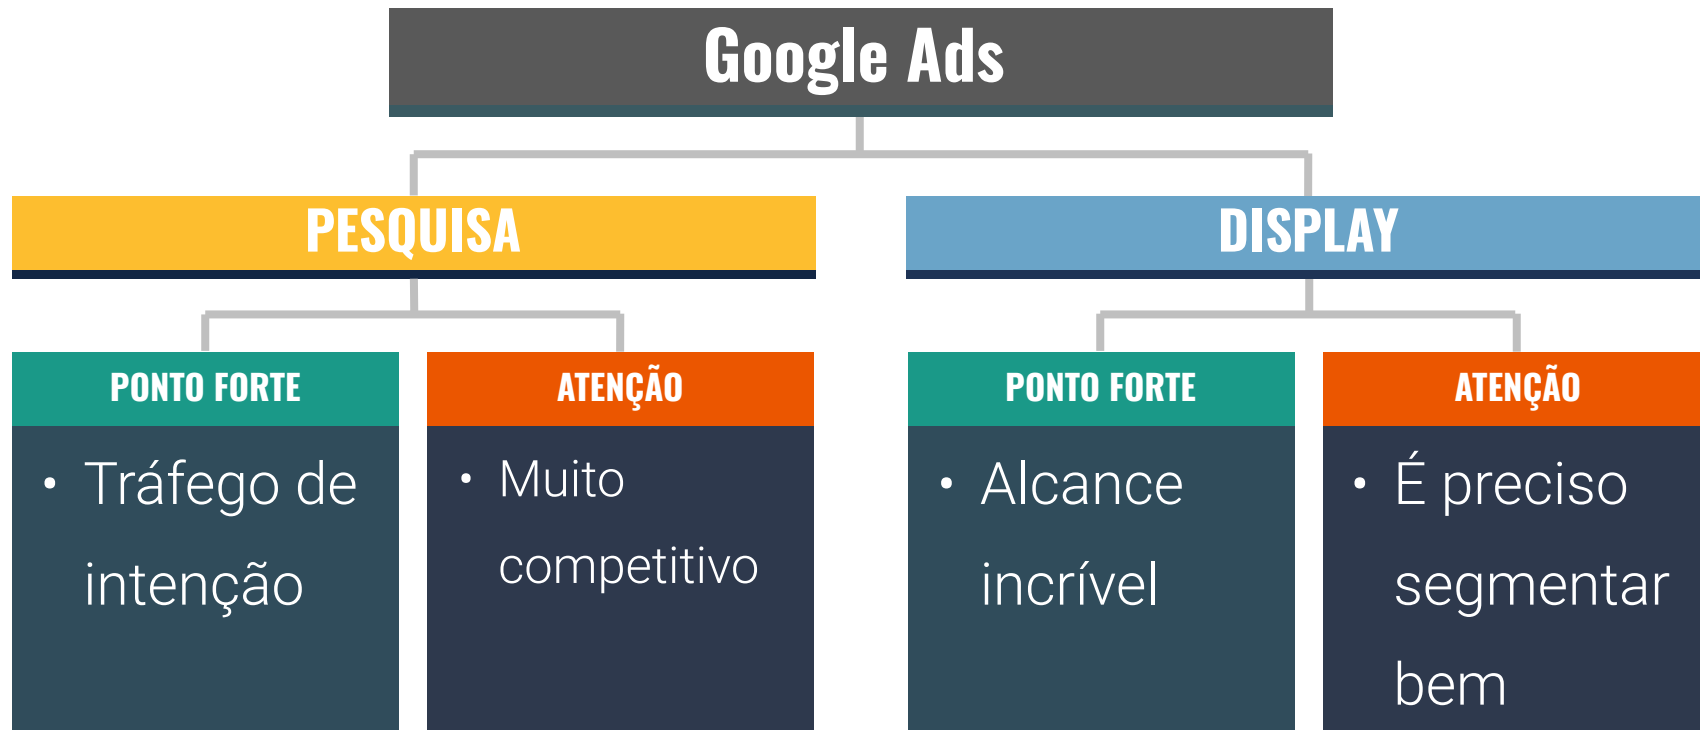 Google Ads
PESQUISA
DISPLAY
PONTO FORTE
• Tráfego de
intenção
ATENÇÃO
• Muito
competitivo
PONTO FORTE
• Alcance
incrível
ATENÇÃO
• É preciso
segmentar
bem